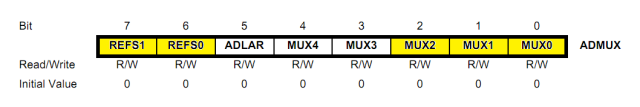 Bit 7 6 5 4 3 2 1 0
REFS1 REFS0 ADLAR MUX4 MUX3 MUX2 MUX1 MUX0 ADMUX
Read/Write R/W R/W R/W R/W R/W R/W R/W R/W
Initial Value 0 0 0 0 0 0 0 0